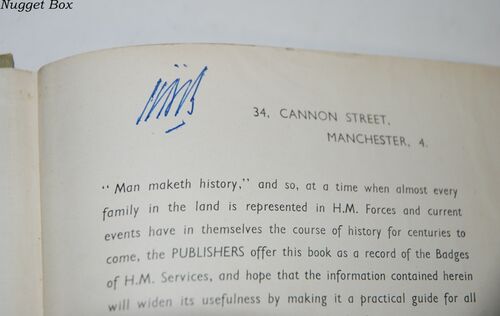 Nugget Box
34, CANNON STREET,
MANCHESTER, 4.
"Man maketh history," and so, at a time when almost every
family in the land is represented in H.M. Forces and current
events have in themselves the course of history for centuries to
come, the PUBLISHERS offer this book as a record of the Badges
of H.M. Services, and hope that the information contained herein
will widen its usefulness by making it a practical guide for all